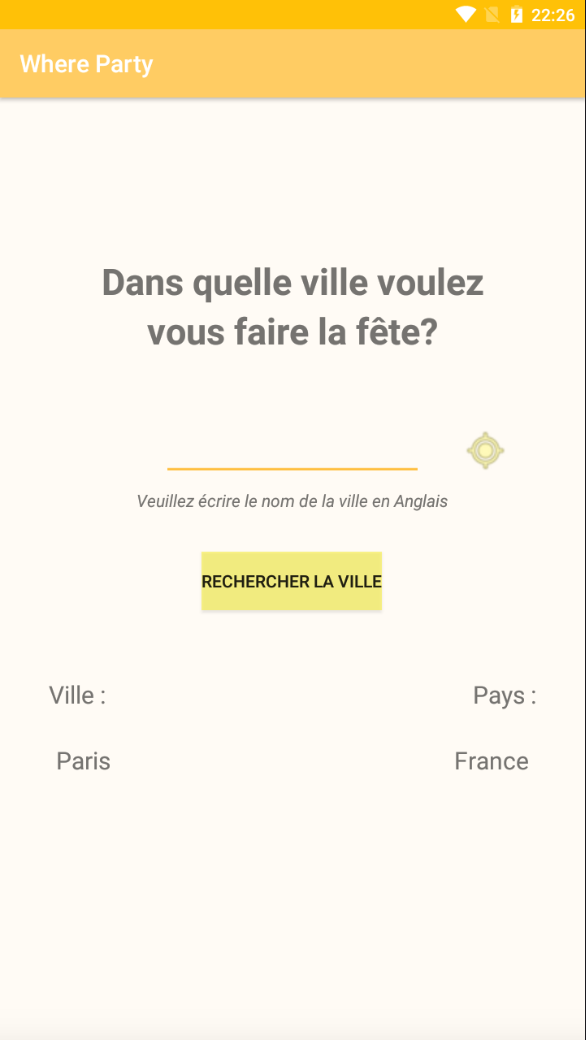 22:26
Where Party
Dans quelle ville voulez
vous faire la fête?
Veuillez écrire le nom de la ville en Anglais
RECHERCHER LA VILLE
Ville : Pays :
Paris France